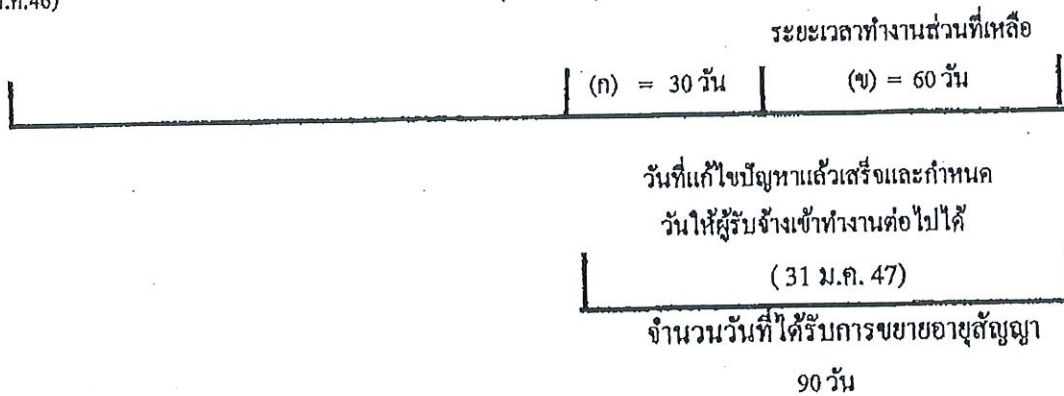 ระยะเวลาทำงานส่วนที่เหลือ
(ก) = 30 วัน (ข) = 60 วัน
วันที่แก้ไขปัญหาแล้วเสร็จและกำหนด
วันให้ผู้รับจ้างเข้าทำงานต่อไปได้
( 31 ม.ค. 47)
จำนวนวันที่ได้รับการขยายอายุสัญญา
90 วัน